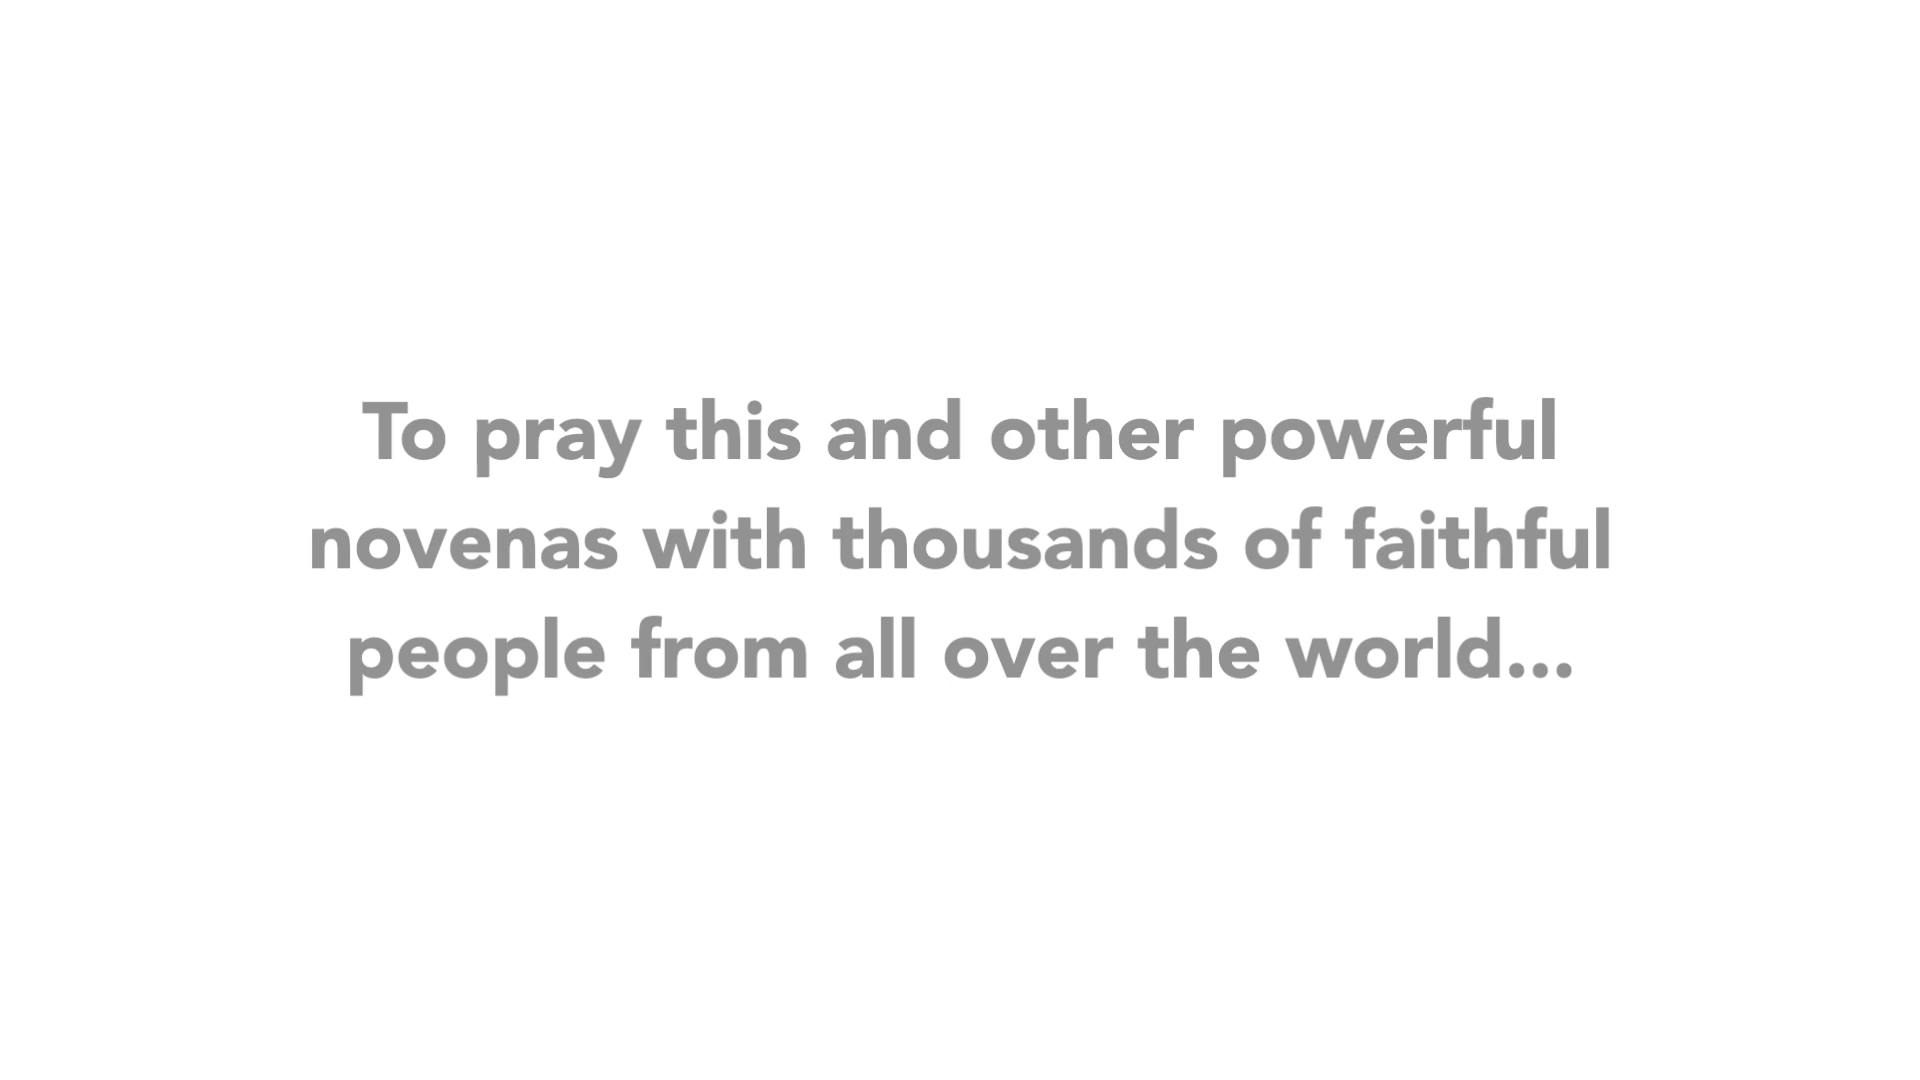 To pray this and other powerful
novenas with thousands of faithful
people from all over the world...